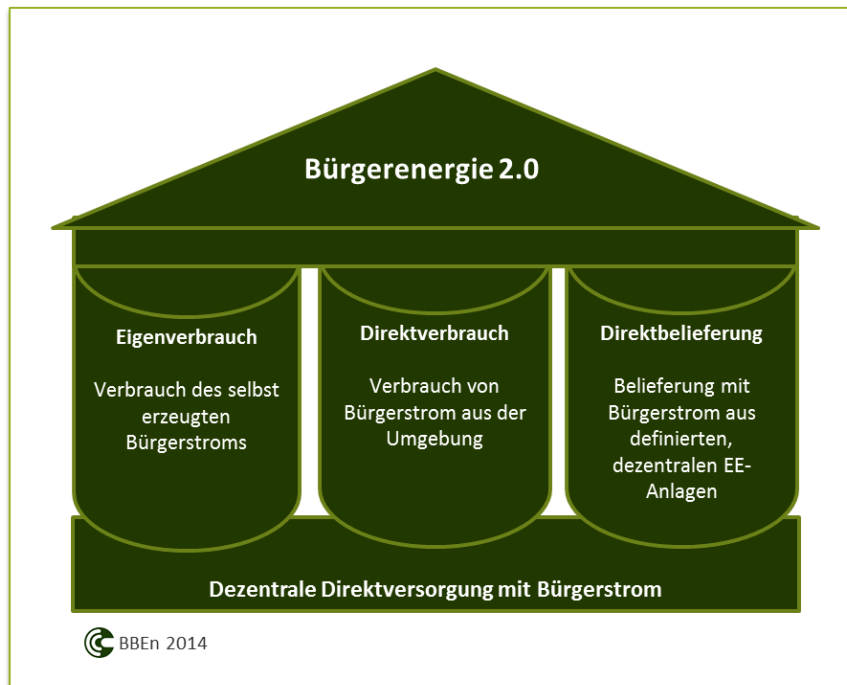 Bürgerenergie 2.0
Eigenverbrauch
Verbrauch des selbst
erzeugten
Bürgerstroms
Direktverbrauch
Verbrauch von
Bürgerstrom aus der
Umgebung
Direktbelieferung
Belieferung mit
Bürgerstrom aus
definierten,
dezentralen EE-
Anlagen
Dezentrale Direktversorgung mit Bürgerstrom
BBEn 2014